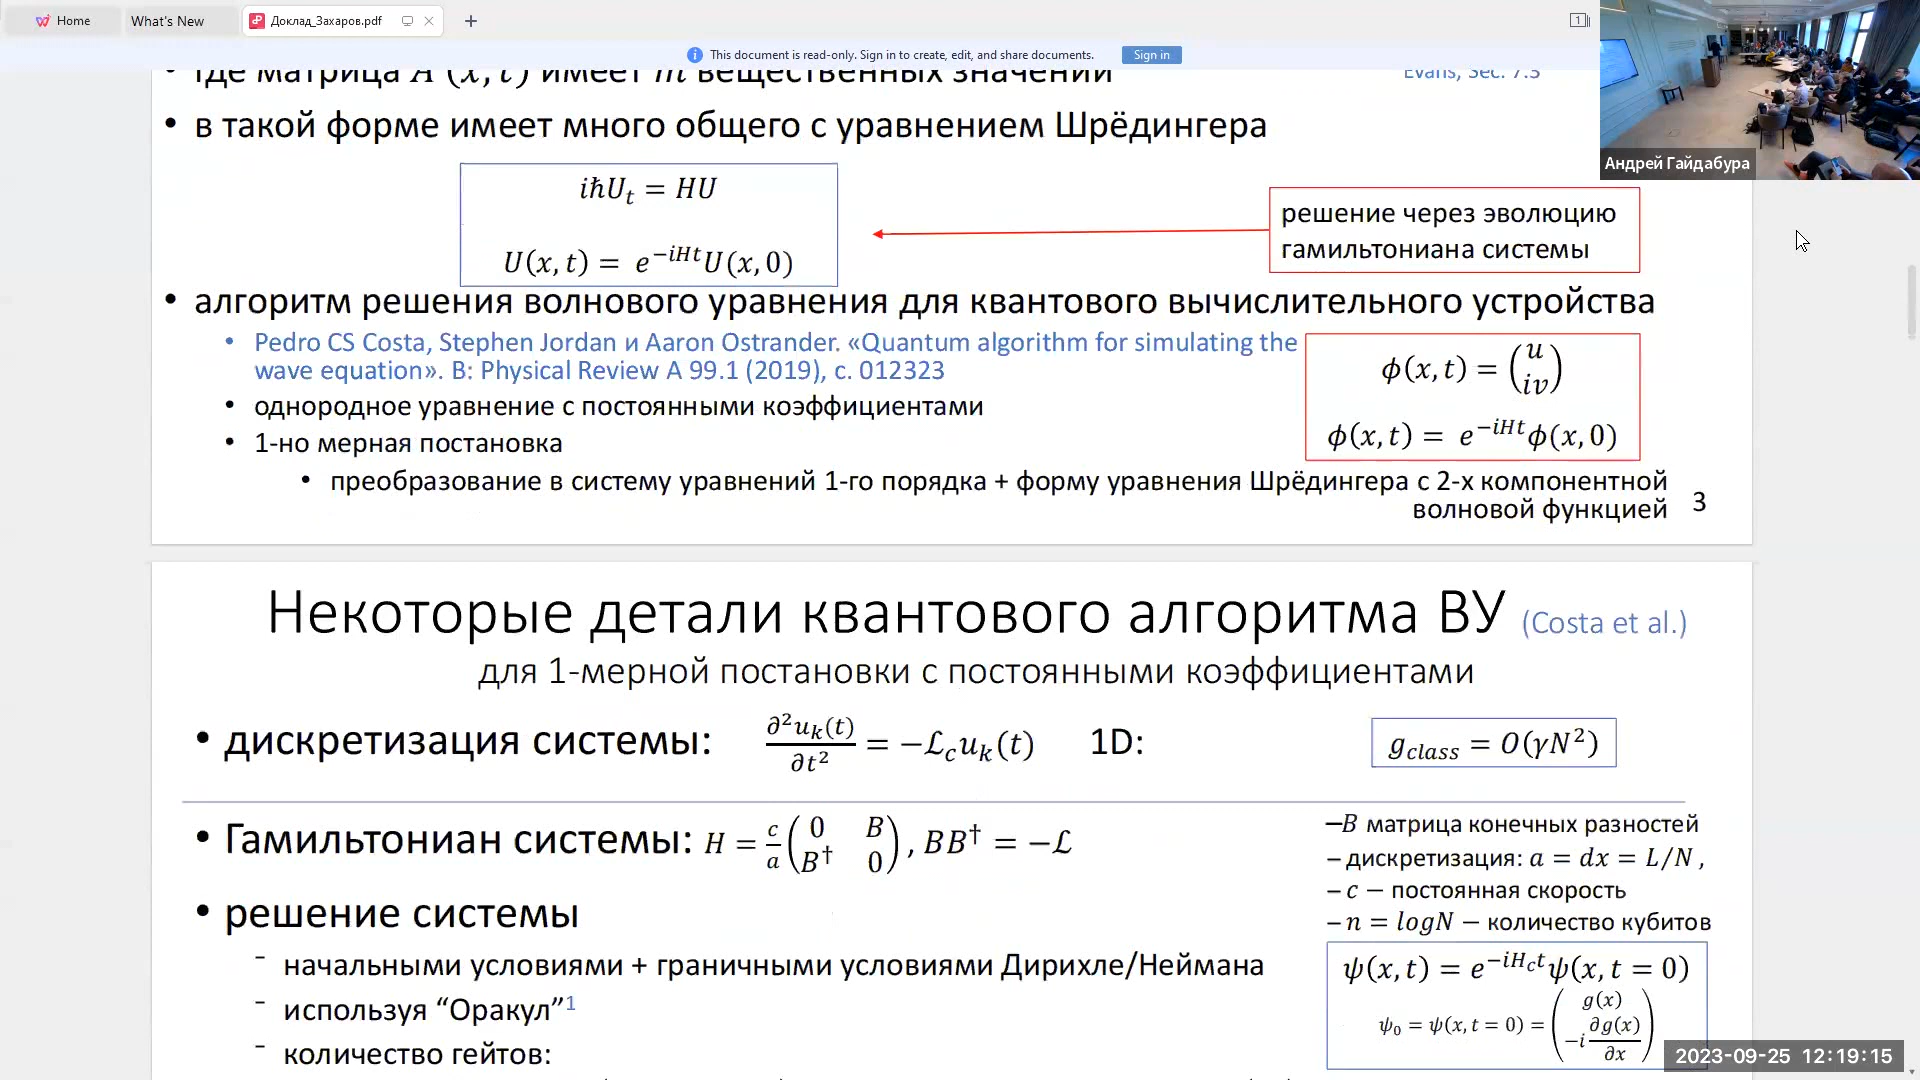 Home
What's New
Доклад_Захаров.pdf
This document is read-only. Sign in to create, edit, and share documents.
Sign in
Андрей Гайдабура
• где матрица A (x, t) имеет m вещественных значений
Evans, Sec. 7.3
• в такой форме имеет много общего с уравнением Шрёдингера
iħU_t = HU
U(x, t) = e^{-iHt}U(x, 0)
решение через эволюцию
гамильтониана системы
• алгоритм решения волнового уравнения для квантового вычислительного устройства
• Pedro CS Costa, Stephen Jordan и Aaron Ostrander. «Quantum algorithm for simulating the
wave equation». В: Physical Review A 99.1 (2019), с. 012323
ϕ(x, t) = (u iv)
ϕ(x, t) = e^{-iHt}ϕ(x, 0)
• однородное уравнение с постоянными коэффициентами
• 1-но мерная постановка
• преобразование в систему уравнений 1-го порядка + форму уравнения Шрёдингера с 2-х компонентной
волновой функцией
3
Некоторые детали квантового алгоритма ВУ (Costa et al.)
для 1-мерной постановки с постоянными коэффициентами
• дискретизация системы: ∂²u_k(t)/∂t² = −ℒ_c u_k(t) 1D:
g_class = O(γN²)
• Гамильтониан системы: H = c/a (0 B B† 0), BB† = −ℒ
−B матрица конечных разностей
− дискретизация: a = dx = L/N ,
− c − постоянная скорость
− n = logN − количество кубитов
• решение системы
⁻ начальными условиями + граничными условиями Дирихле/Неймана
⁻ используя “Оракул”¹
⁻ количество гейтов:
ψ(x, t) = e^{-iH_c t}ψ(x, t = 0)
ψ₀ = ψ(x, t = 0) = (g(x) −i ∂g(x)/∂x)
2023-09-25 12:19:15